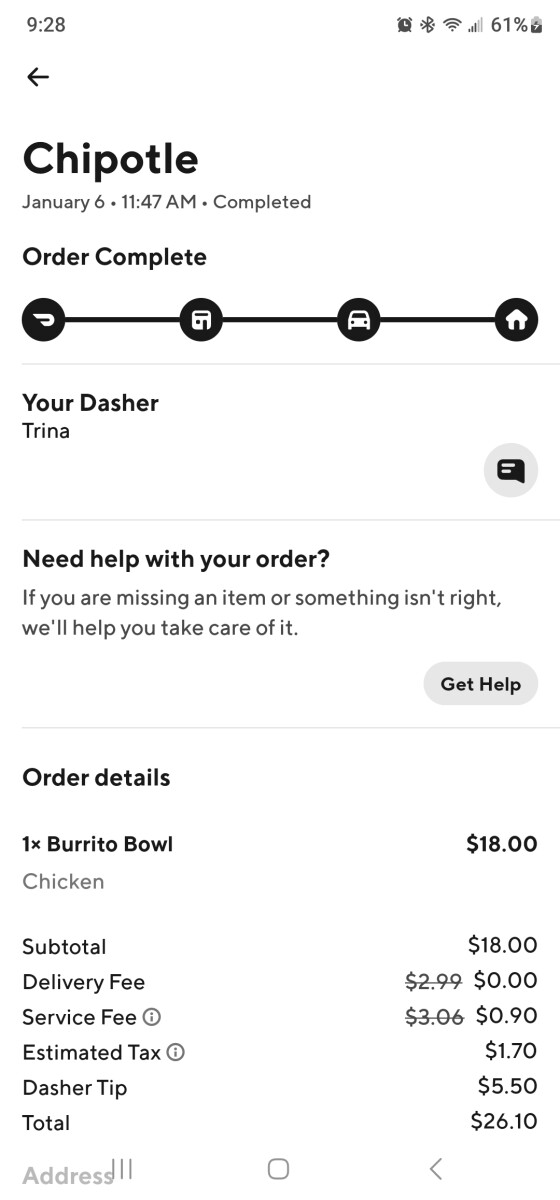 9:28
61%
Chipotle
January 6 • 11:47 AM • Completed
Order Complete
Your Dasher
Trina
Need help with your order?
If you are missing an item or something isn't right,
we'll help you take care of it.
Get Help
Order details
1× Burrito Bowl $18.00
Chicken
Subtotal $18.00
Delivery Fee $2.99 $0.00
Service Fee $3.06 $0.90
Estimated Tax $1.70
Dasher Tip $5.50
Total $26.10
Address